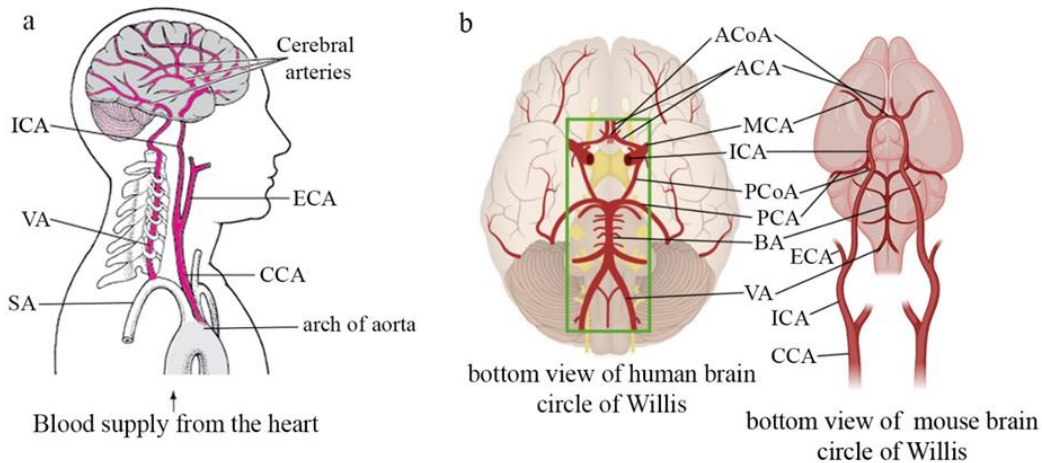 a
Cerebral
arteries
ICA
ECA
VA
CCA
SA
arch of aorta
Blood supply from the heart
b
ACoA
ACA
MCA
ICA
PCoA
PCA
BA
ECA
VA
ICA
CCA
bottom view of human brain
circle of Willis
bottom view of mouse brain
circle of Willis